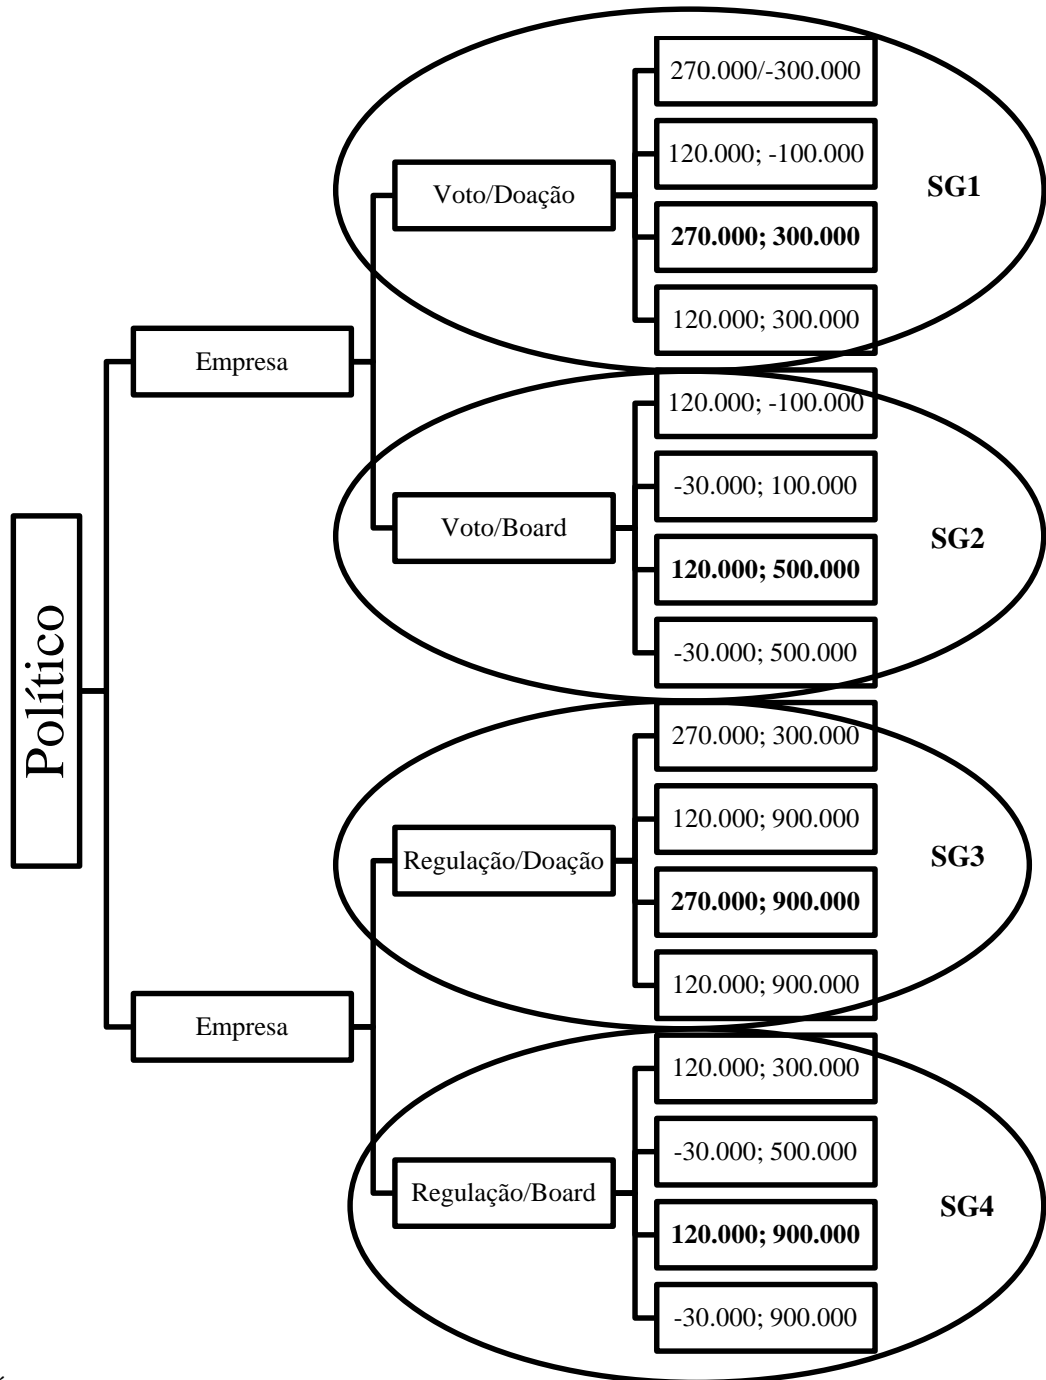 Político
Empresa
Voto/Doação
270.000/-300.000
120.000; -100.000
270.000; 300.000
120.000; 300.000
SG1
Voto/Board
120.000; -100.000
-30.000; 100.000
120.000; 500.000
-30.000; 500.000
SG2
Empresa
Regulação/Doação
270.000; 300.000
120.000; 900.000
270.000; 900.000
120.000; 900.000
SG3
Regulação/Board
120.000; 300.000
-30.000; 500.000
120.000; 900.000
-30.000; 900.000
SG4